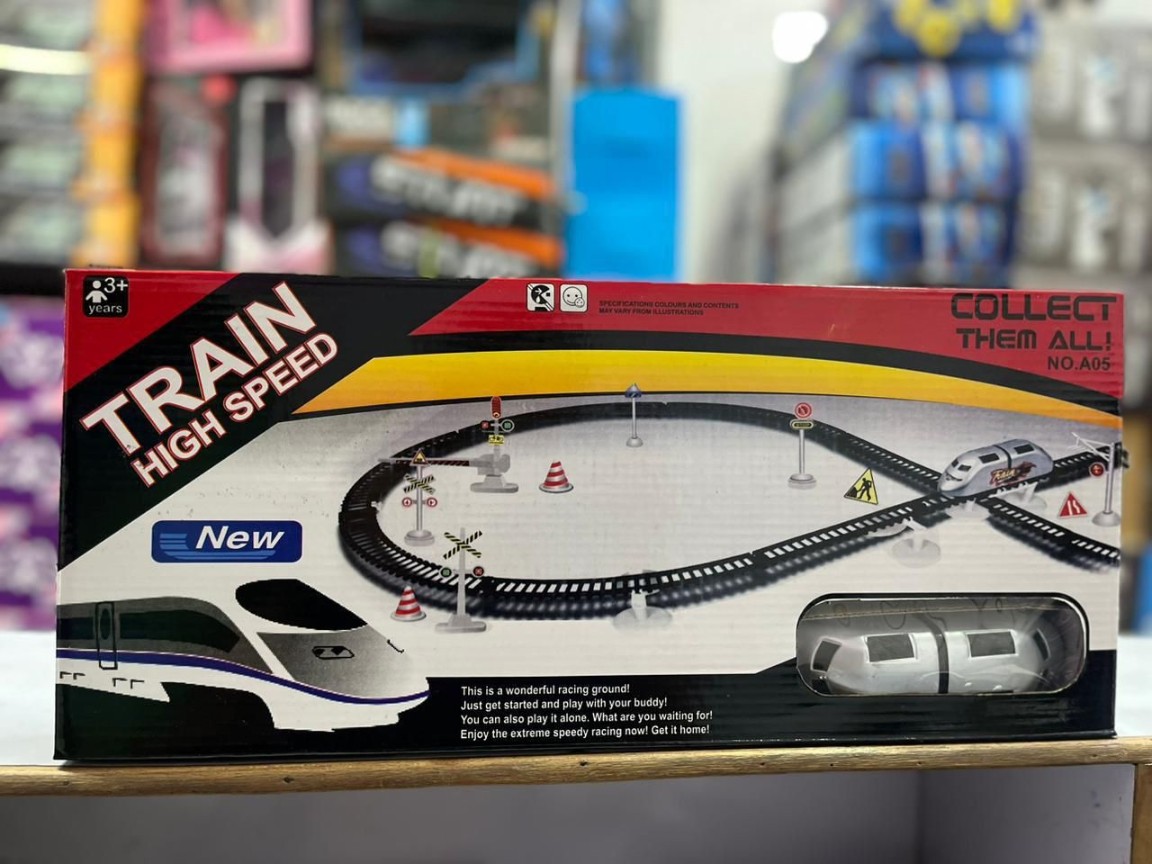 3+
years
TRAIN
HIGH SPEED
SPECIFICATIONS COLOURS AND CONTENTS
MAY VARY FROM ILLUSTRATIONS
COLLECT
THEM ALL!
NO.A05
New
Train
This is a wonderful racing ground!
Just get started and play with your buddy!
You can also play it alone. What are you waiting for!
Enjoy the extreme speedy racing now! Get it home!